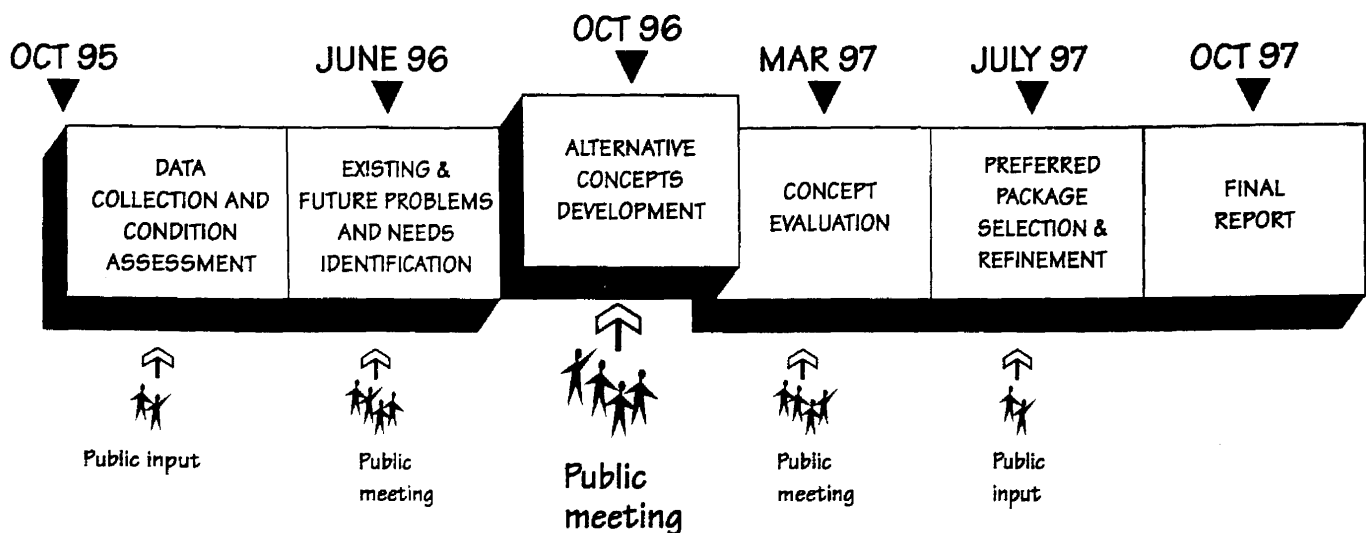 OCT 95
JUNE 96
OCT 96
MAR 97
JULY 97
OCT 97
DATA
COLLECTION AND
CONDITION
ASSESSMENT
EXISTING &
FUTURE PROBLEMS
AND NEEDS
IDENTIFICATION
ALTERNATIVE
CONCEPTS
DEVELOPMENT
CONCEPT
EVALUATION
PREFERRED
PACKAGE
SELECTION &
REFINEMENT
FINAL
REPORT
Public input
Public
meeting
Public
meeting
Public
meeting
Public
input